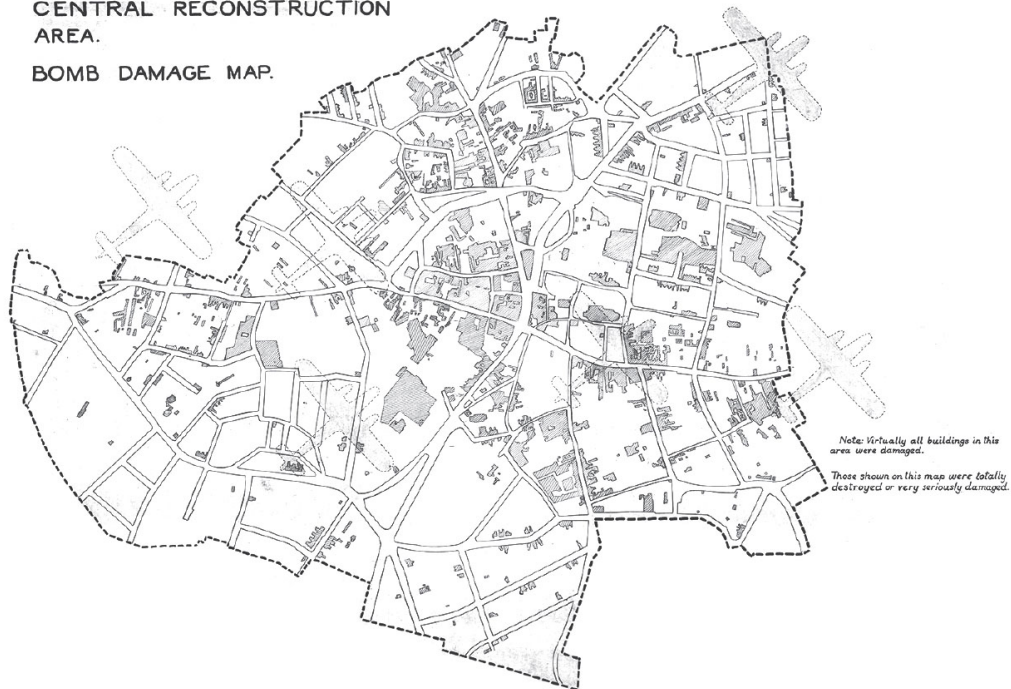 CENTRAL RECONSTRUCTION
AREA.
BOMB DAMAGE MAP.
Note: Virtually all buildings in this
area were damaged.
Those shown on this map were totally
destroyed or very seriously damaged.